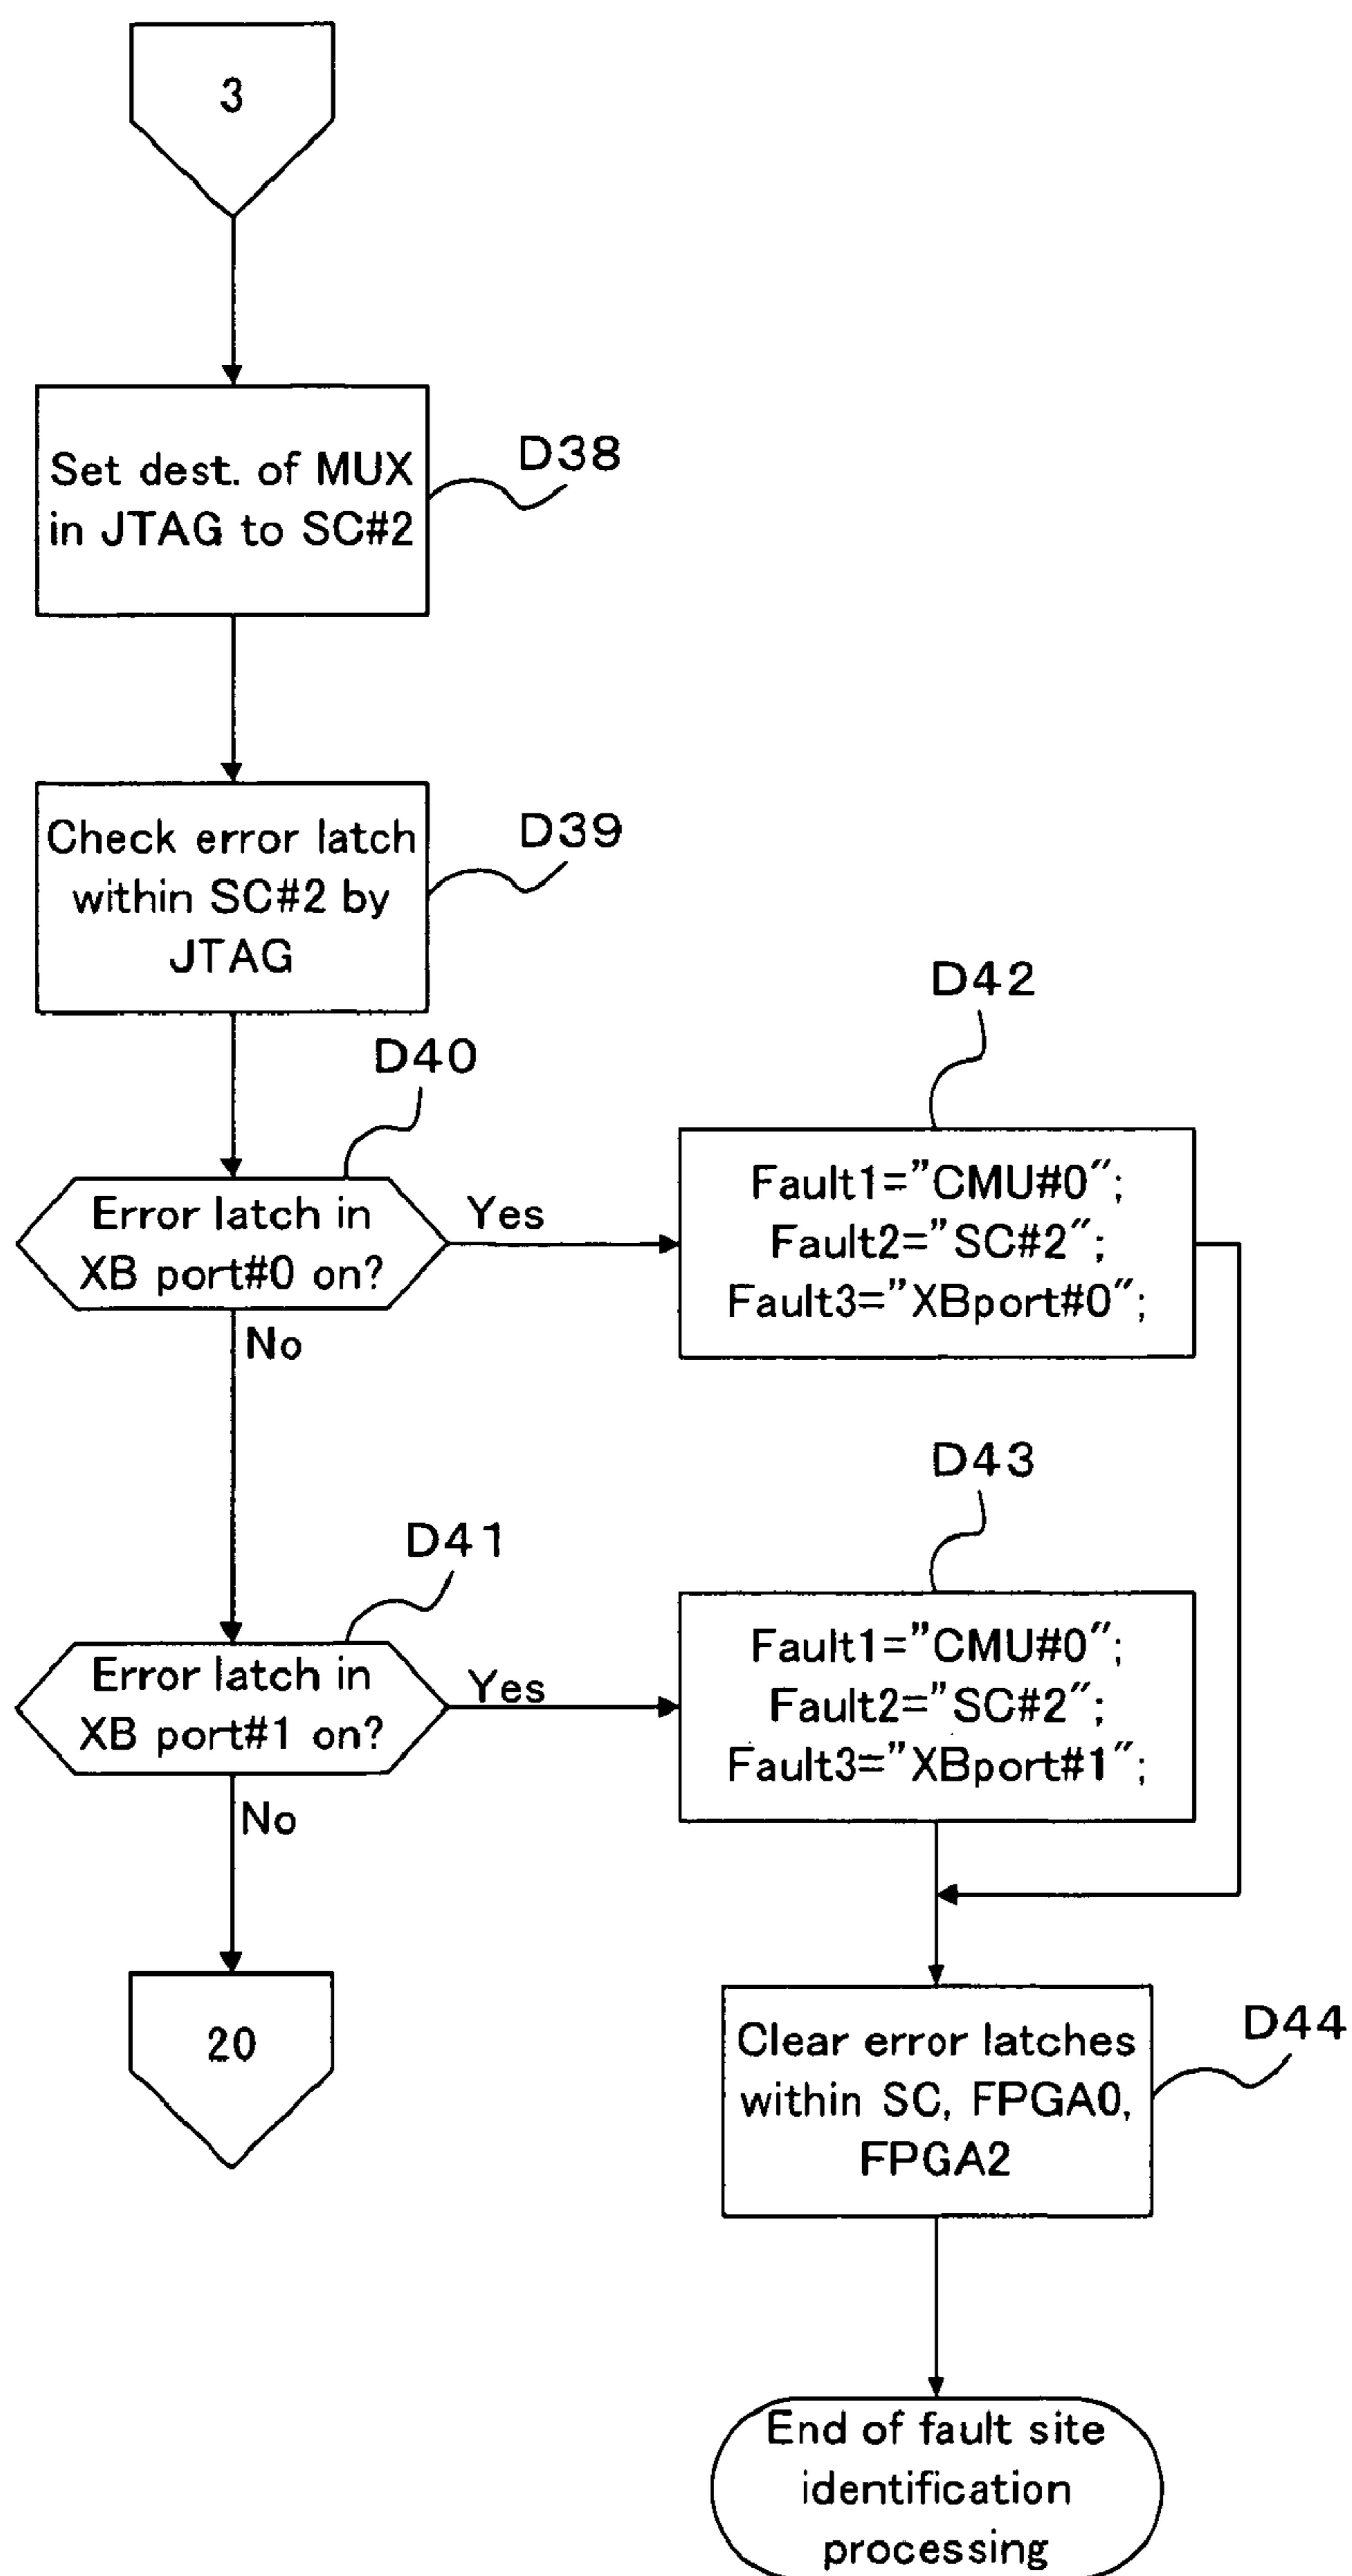 3
Set dest. of MUX
in JTAG to SC#2
D38
Check error latch
within SC#2 by
JTAG
D39
D40
Error latch in
XB port#0 on?
Yes
No
D42
Fault1=”CMU#0″;
Fault2=”SC#2″;
Fault3=”XBport#0″;
D41
Error latch in
XB port#1 on?
Yes
No
D43
Fault1=”CMU#0″;
Fault2=”SC#2″;
Fault3=”XBport#1″;
20
Clear error latches
within SC, FPGA0,
FPGA2
D44
End of fault site
identification
processing